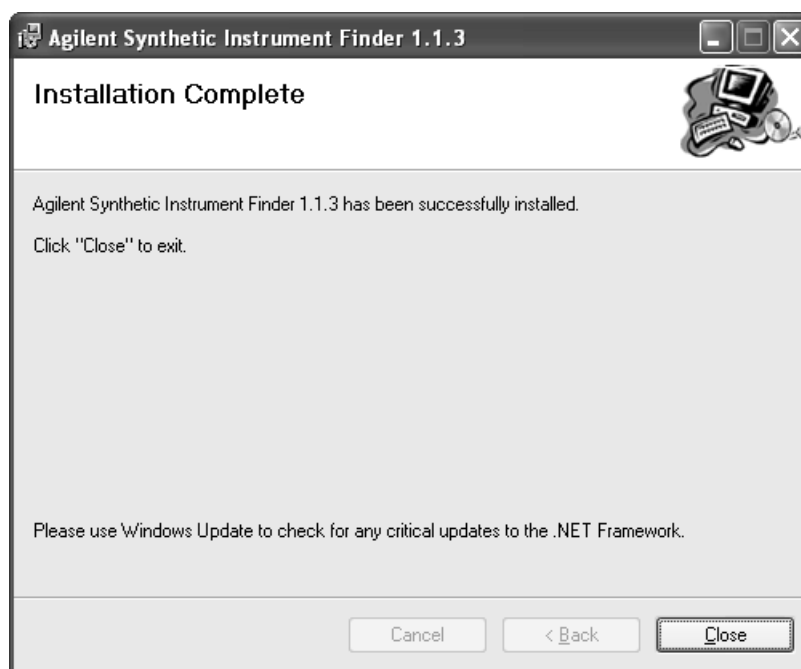 Agilent Synthetic Instrument Finder 1.1.3
Installation Complete
Agilent Synthetic Instrument Finder 1.1.3 has been successfully installed.
Click "Close" to exit.
Please use Windows Update to check for any critical updates to the .NET Framework.
Cancel
< Back
Close